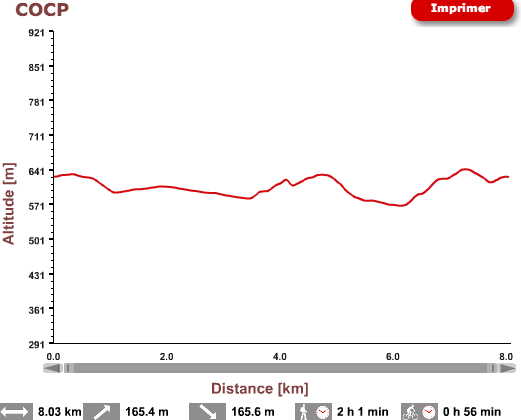 COCP
Imprimer
921
851
781
711
641
571
501
431
361
291
Altitude [m]
0.0 2.0 4.0 6.0 8.0
Distance [km]
8.03 km 165.4 m 165.6 m 2 h 1 min 0 h 56 min